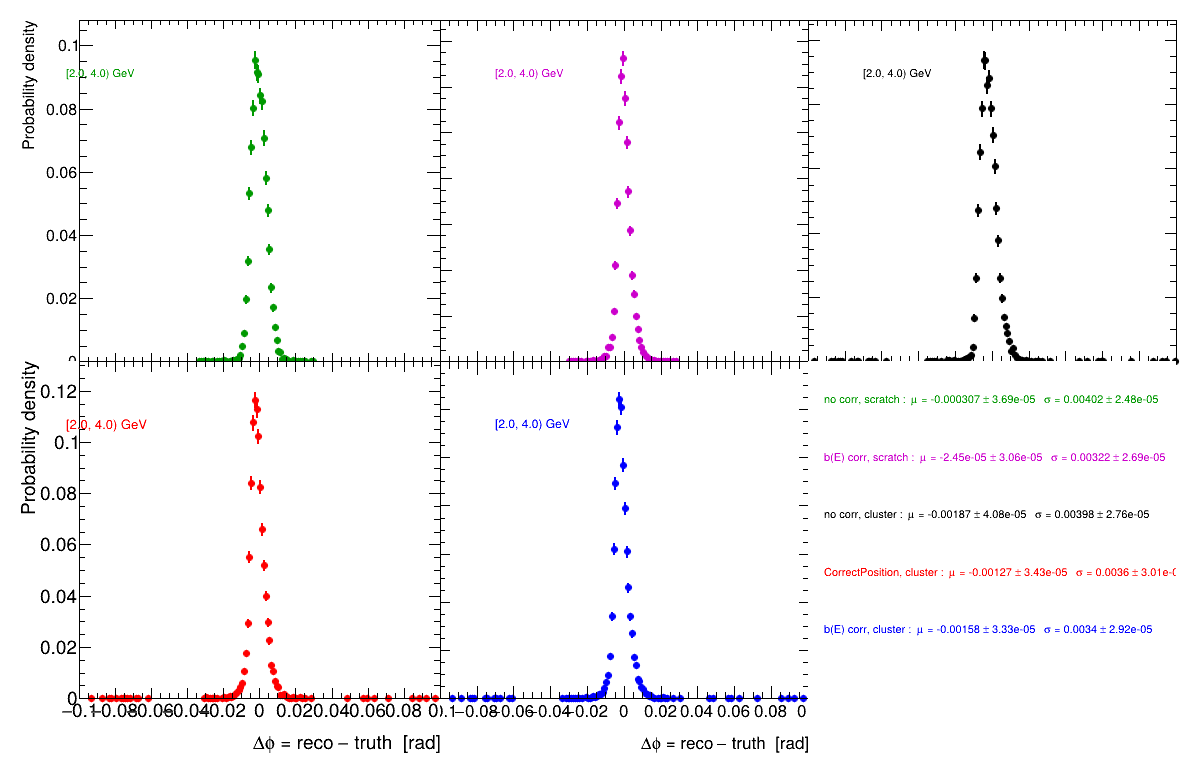 Probability density
0.1
0.08
0.06
0.04
0.02
0
[2.0, 4.0) GeV
[2.0, 4.0) GeV
[2.0, 4.0) GeV
Probability density
0.12
0.1
0.08
0.06
0.04
0.02
0
[2.0, 4.0) GeV
−0.1 −0.08 0.06 −0.04 0.02 0 0.02 0.04 0.06 0.08 0.1
Δϕ = reco − truth [rad]
[2.0, 4.0) GeV
−0.08 0.06 −0.04 0.02 0 0.02 0.04 0.06 0.08 0.1
Δϕ = reco − truth [rad]
no corr, scratch : μ = -0.000307 ± 3.69e-05 σ = 0.00402 ± 2.48e-05
b(E) corr, scratch : μ = -2.45e-05 ± 3.06e-05 σ = 0.00322 ± 2.69e-05
no corr, cluster : μ = -0.00187 ± 4.08e-05 σ = 0.00398 ± 2.76e-05
CorrectPosition, cluster : μ = -0.00127 ± 3.43e-05 σ = 0.0036 ± 3.01e-0
b(E) corr, cluster : μ = -0.00158 ± 3.33e-05 σ = 0.0034 ± 2.92e-05